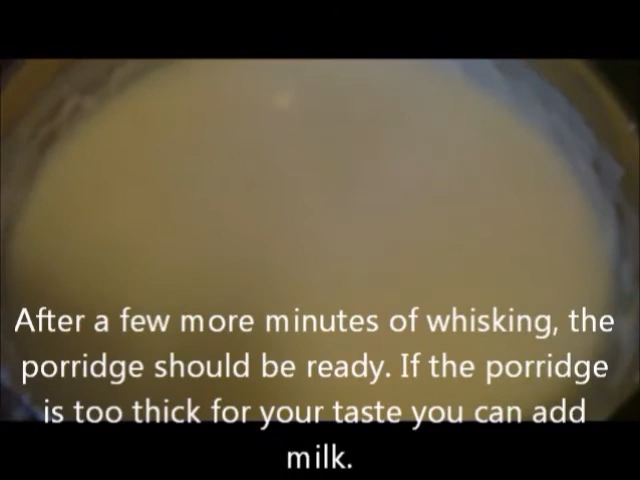 After a few more minutes of whisking, the
porridge should be ready. If the porridge
is too thick for your taste you can add
milk.